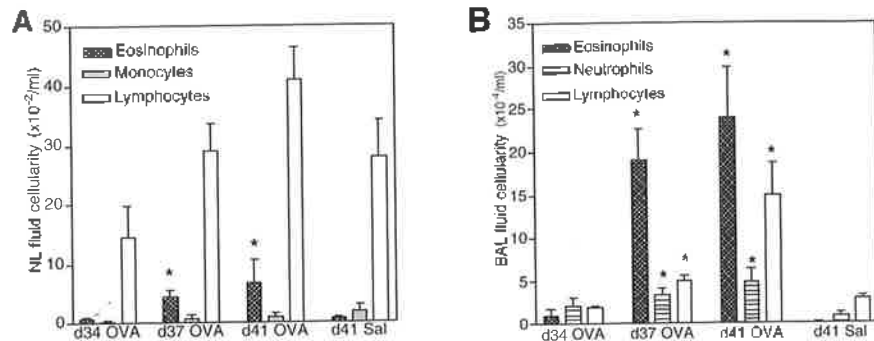 A
NL fluid cellularity (x10⁻²/ml)
50
40
30
20
10
0
Eosinophils
Monocytes
Lymphocytes
*
*
d34 OVA d37 OVA d41 OVA d41 Sal
B
BAL fluid cellularity (x10⁻⁴/ml)
35
30
25
20
15
10
5
0
Eosinophils
Neutrophils
Lymphocytes
*
*
*
*
*
*
d34 OVA d37 OVA d41 OVA d41 Sal